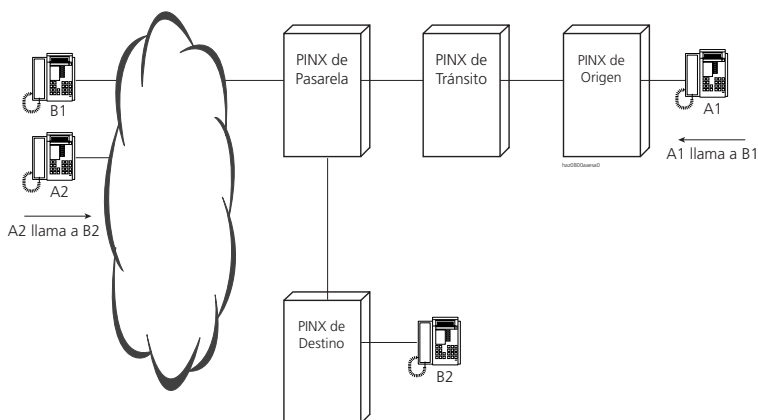 PINX de
Pasarela
PINX de
Tránsito
PINX de
Origen
B1
A1
A1 llama a B1
A2
A2 llama a B2
PINX de
Destino
B2